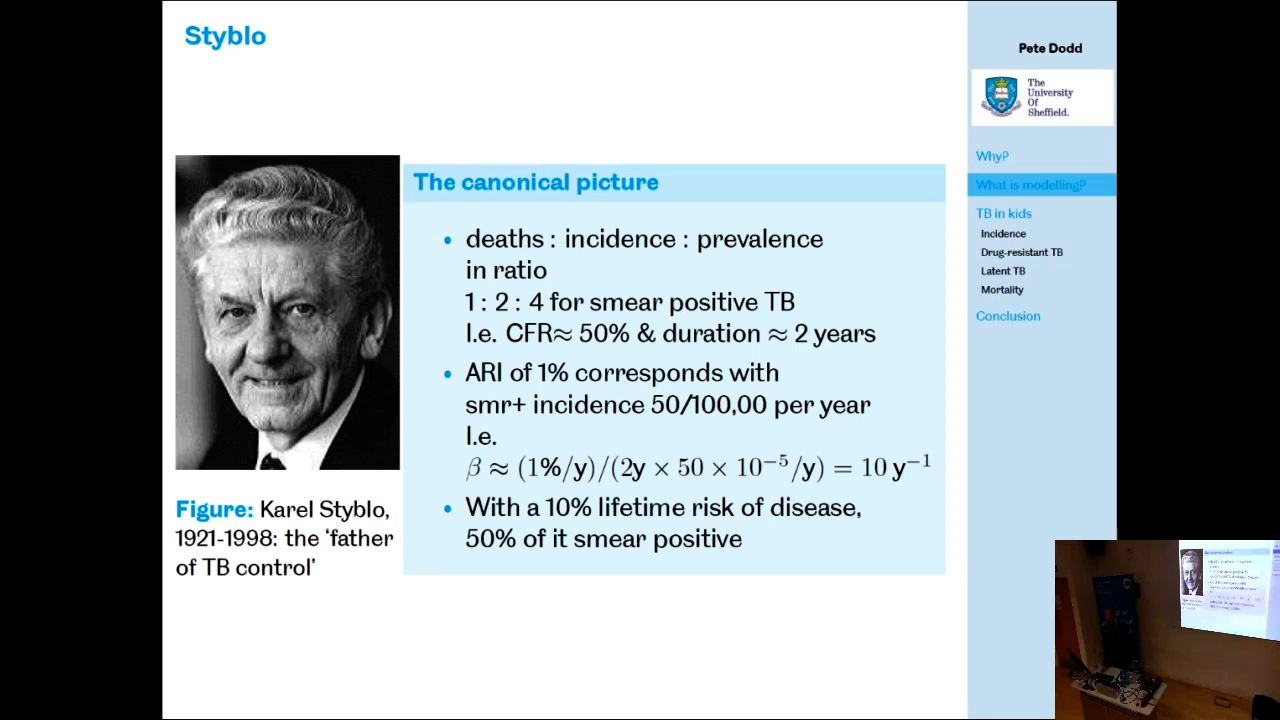 Styblo
The canonical picture
• deaths : incidence : prevalence
in ratio
1 : 2 : 4 for smear positive TB
I.e. CFR≈ 50% & duration ≈ 2 years
• ARI of 1% corresponds with
smr+ incidence 50/100,00 per year
I.e.
β ≈ (1%/y)/(2y × 50 × 10⁻⁵/y) = 10 y⁻¹
• With a 10% lifetime risk of disease,
50% of it smear positive
Figure: Karel Styblo,
1921-1998: the ‘father
of TB control’
Pete Dodd
The
University
Of
Sheffield.
Why?
What is modelling?
TB in kids
Incidence
Drug-resistant TB
Latent TB
Mortality
Conclusion